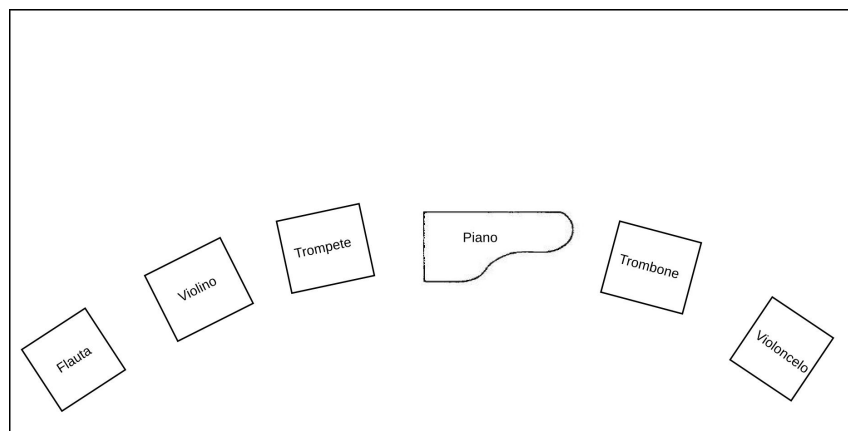 Flauta
Violino
Trompete
Piano
Trombone
Violoncelo